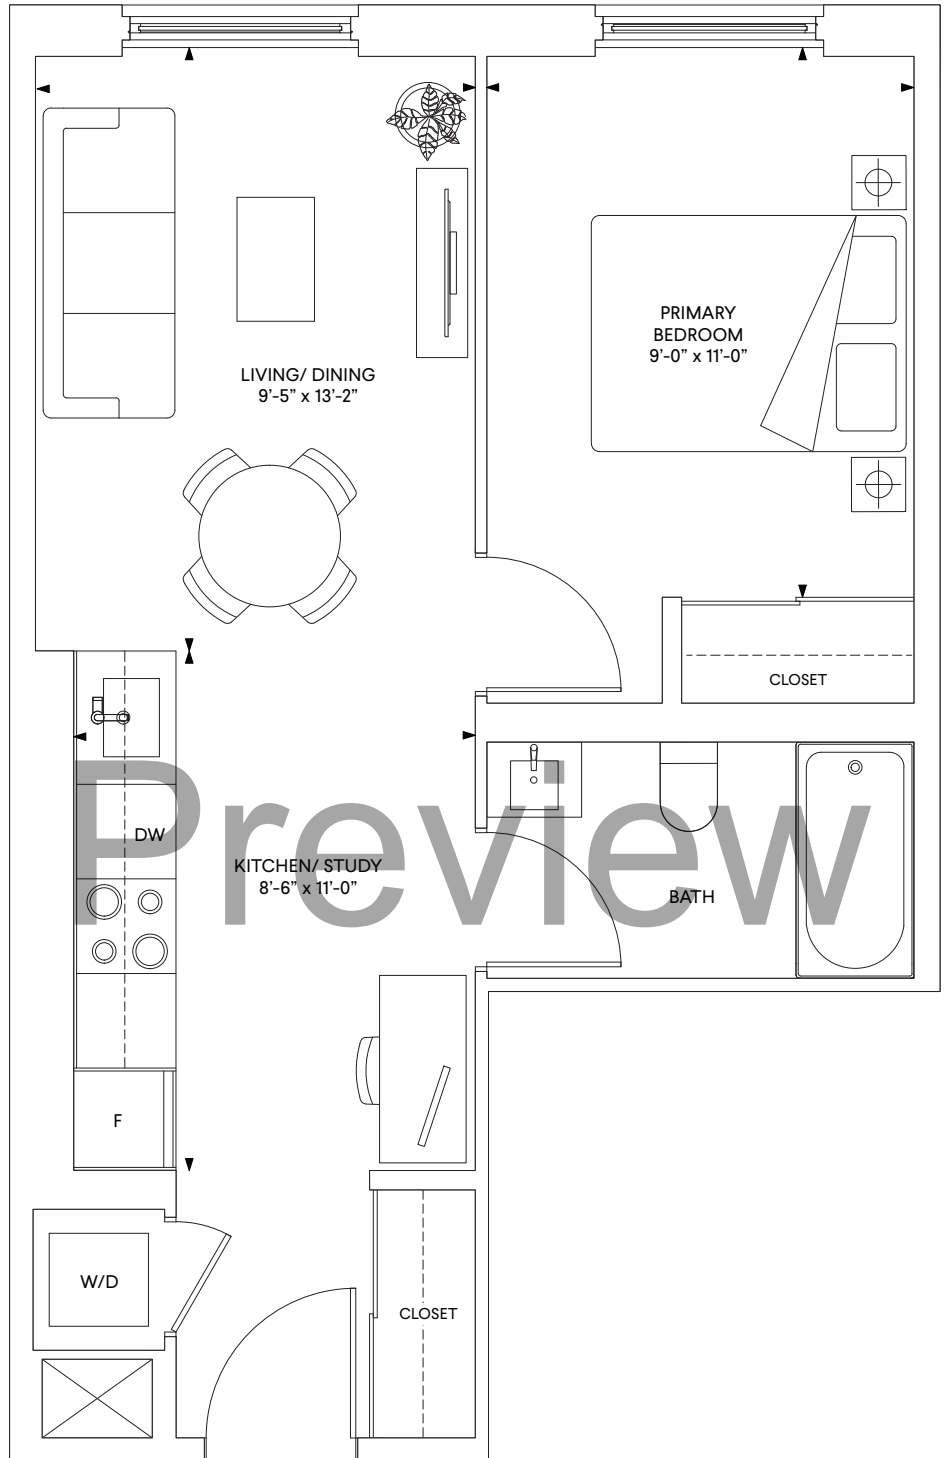 PRIMARY
BEDROOM
9’-0” x 11’-0”
LIVING/ DINING
9’-5” x 13’-2”
CLOSET
Preview
DW
KITCHEN/ STUDY
8’-6” x 11’-0”
BATH
F
W/D
CLOSET